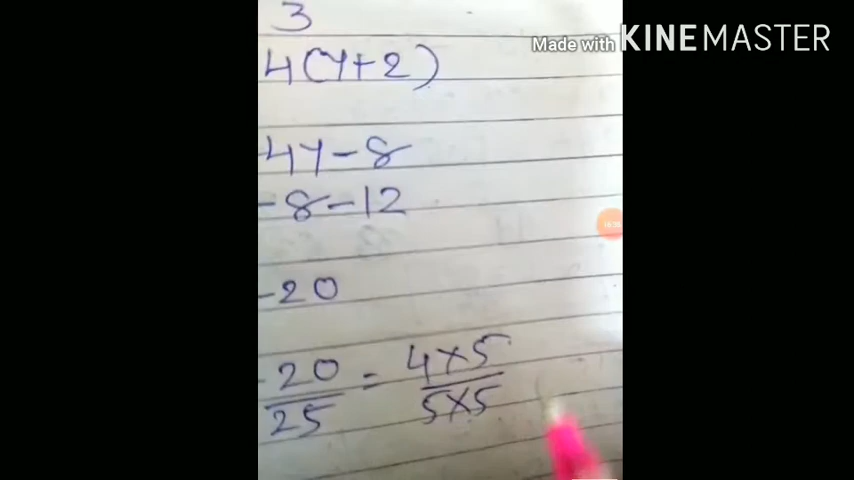 Made with KINEMASTER
3
4(y+2)
4y-8
-8-12
-20
-20/25 = 4×5/5×5